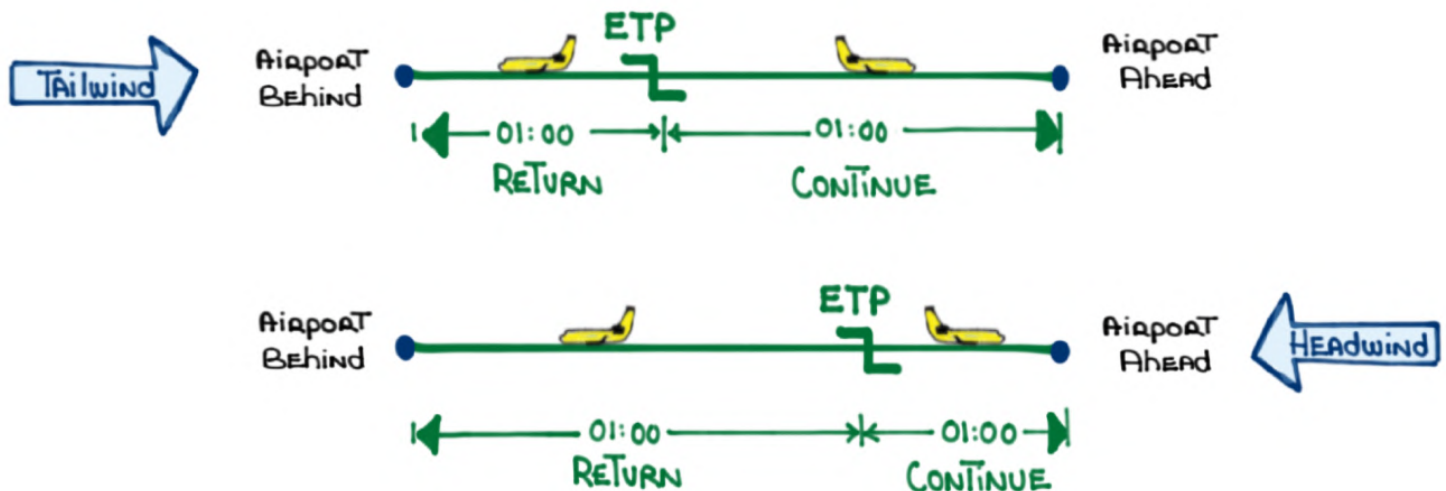 ETP
Tailwind
Airport Behind
Airport Ahead
01:00
01:00
Return
Continue
ETP
Airport Behind
Airport Ahead
Headwind
01:00
01:00
Return
Continue